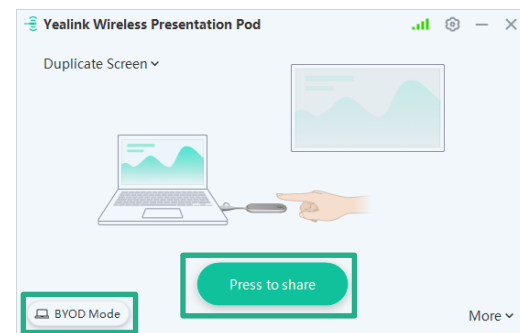 Yealink Wireless Presentation Pod
Duplicate Screen
Press to share
BYOD Mode
More